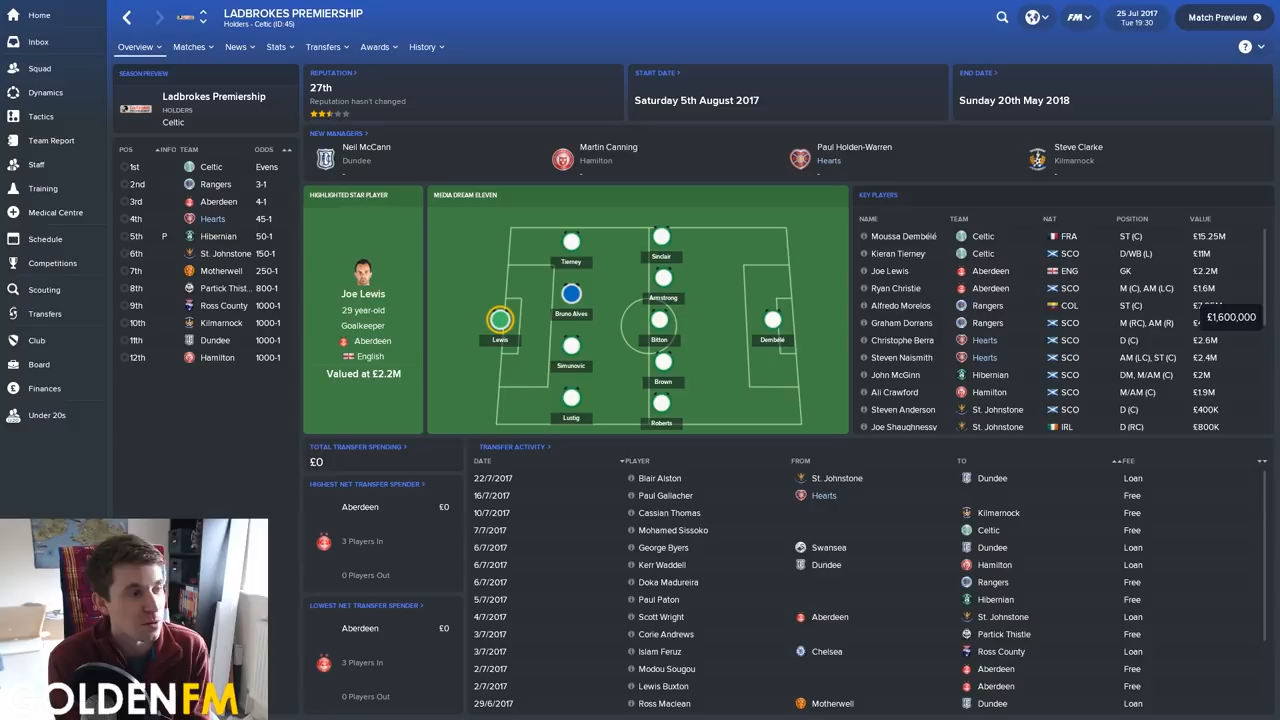 Home
Inbox
Squad
Dynamics
Tactics
Team Report
Staff
Training
Medical Centre
Schedule
Competitions
Scouting
Transfers
Club
Board
Finances
Under 20s
LADBROKES PREMIERSHIP
Holders - Celtic (ID:45)
FM
25 Jul 2017
Tue 19:30
Match Preview
Overview Matches News Stats Transfers Awards History
?
SEASON PREVIEW
Ladbrokes Premiership
HOLDERS
Celtic
POS INFO TEAM ODDS
1st Celtic Evens
2nd Rangers 3-1
3rd Aberdeen 4-1
4th Hearts 45-1
5th P Hibernian 50-1
6th St. Johnstone 150-1
7th Motherwell 250-1
8th Partick Thist... 800-1
9th Ross County 1000-1
10th Kilmarnock 1000-1
11th Dundee 1000-1
12th Hamilton 1000-1
REPUTATION >
27th
Reputation hasn't changed
START DATE >
Saturday 5th August 2017
END DATE >
Sunday 20th May 2018
NEW MANAGERS >
Neil McCann
Dundee
-
Martin Canning
Hamilton
-
Paul Holden-Warren
Hearts
-
Steve Clarke
Kilmarnock
-
HIGHLIGHTED STAR PLAYER
Joe Lewis
29 year-old
Goalkeeper
Aberdeen
English
Valued at £2.2M
MEDIA DREAM ELEVEN
Tierney
Sinclair
Bruno Alves
Armstrong
Lewis
Bitton
Dembélé
Simunovic
Brown
Lustig
Roberts
KEY PLAYERS
NAME TEAM NAT POSITION VALUE
Moussa Dembélé Celtic FRA ST (C) £15.25M
Kieran Tierney Celtic SCO D/WB (L) £11M
Joe Lewis Aberdeen ENG GK £2.2M
Ryan Christie Aberdeen SCO M (C), AM (LC) £1.6M
Alfredo Morelos Rangers COL ST (C)
Graham Dorrans Rangers SCO M (RC), AM (R)
£1,600,000
Christophe Berra Hearts SCO D (C) £2.6M
Steven Naismith Hearts SCO AM (LC), ST (C) £2.4M
John McGinn Hibernian SCO DM, M/AM (C) £2M
Ali Crawford Hamilton SCO M/AM (C) £1.9M
Steven Anderson St. Johnstone SCO D (C) £400K
Joe Shaughnessy St. Johnstone IRL D (RC) £800K
TOTAL TRANSFER SPENDING >
£0
HIGHEST NET TRANSFER SPENDER >
Aberdeen £0
3 Players In
0 Players Out
LOWEST NET TRANSFER SPENDER >
Aberdeen £0
3 Players In
0 Players Out
TRANSFER ACTIVITY >
DATE PLAYER FROM TO FEE
22/7/2017 Blair Alston St. Johnstone Dundee Loan
16/7/2017 Paul Gallacher Hearts Free
10/7/2017 Cassian Thomas Kilmarnock Free
7/7/2017 Mohamed Sissoko Celtic Free
6/7/2017 George Byers Swansea Dundee Loan
6/7/2017 Kerr Waddell Dundee Hamilton Loan
6/7/2017 Doka Madureira Rangers Free
5/7/2017 Paul Paton Hibernian Free
4/7/2017 Scott Wright Aberdeen St. Johnstone Loan
3/7/2017 Corie Andrews Partick Thistle Free
3/7/2017 Islam Feruz Chelsea Ross County Loan
2/7/2017 Modou Sougou Aberdeen Free
2/7/2017 Lewis Buxton Aberdeen Free
29/6/2017 Ross Maclean Motherwell Dundee Loan
GOLDENFM